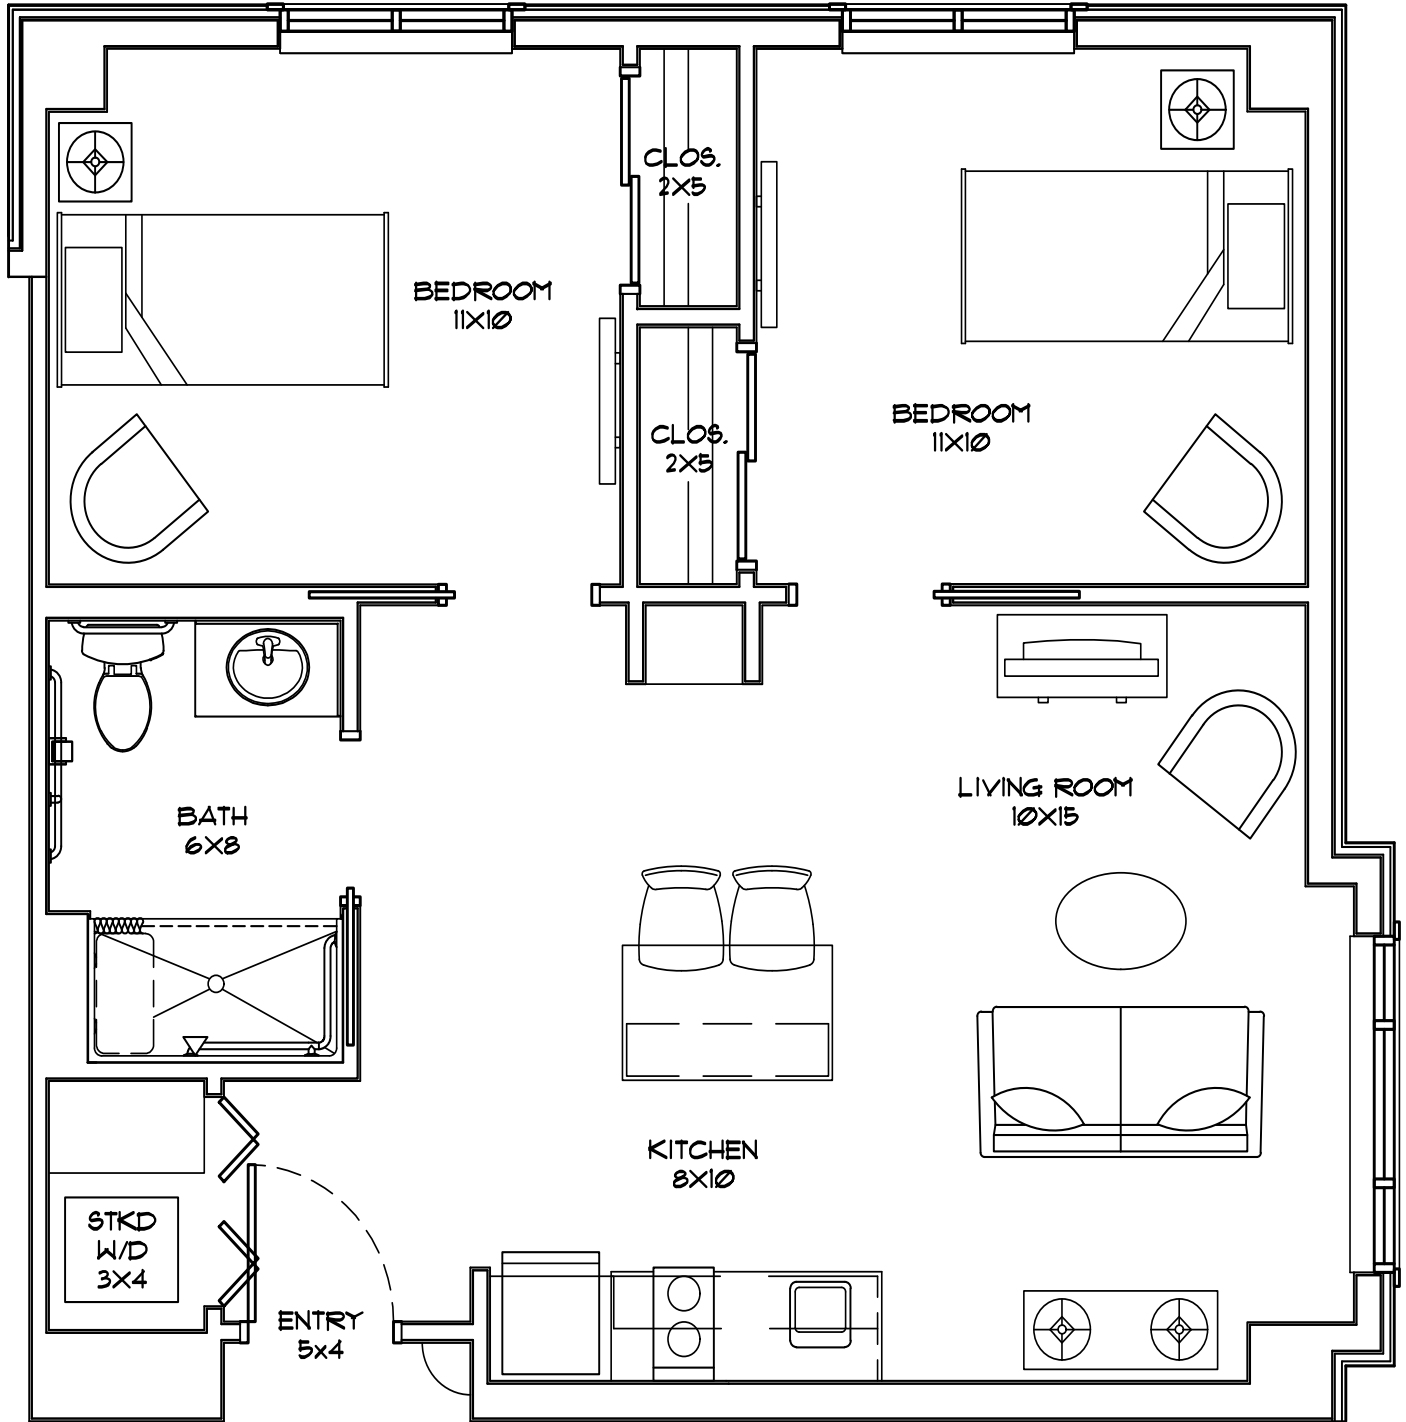 CLOS.
2X5
BEDROOM
11X10
CLOS.
2X5
BEDROOM
11X10
LIVING ROOM
10X15
BATH
6X8
KITCHEN
8X10
STKD
W/D
3X4
ENTRY
5x4